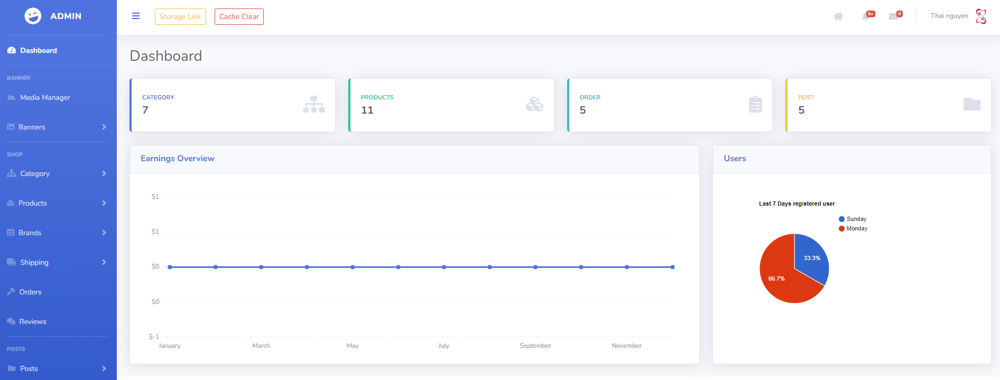 ADMIN
Dashboard
BANNER
Media Manager
Banners
SHOP
Category
Products
Brands
Shipping
Orders
Reviews
POSTS
Posts
Storage Link
Cache Clear
5+
0
Thai nguyen
K
N
Dashboard
CATEGORY
7
PRODUCTS
11
ORDER
5
POST
5
Earnings Overview
$1
$1
$0
$0
$-1
January
March
May
July
September
November
Users
Last 7 Days registered user
Sunday
Monday
33.3%
66.7%